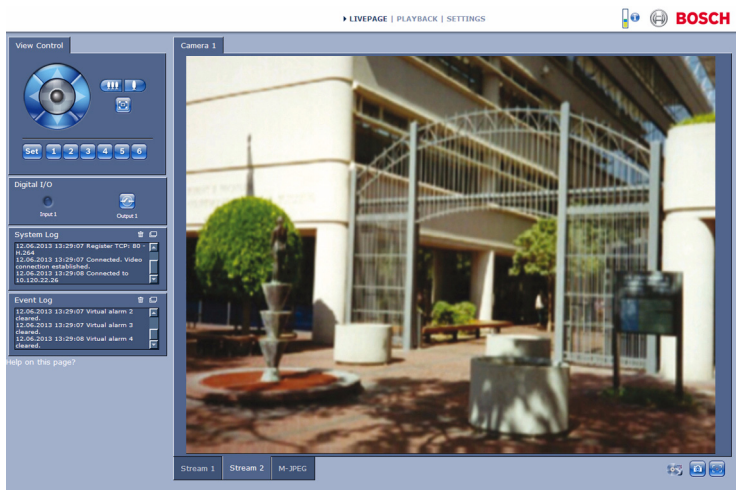 LIVEPAGE | PLAYBACK | SETTINGS
BOSCH
View Control
Set 1 2 3 4 5 6
Digital I/O
Input 1 Output 1
System Log
12.06.2013 13:29:07 Register TCP: 80 -
H.264
12.06.2013 13:29:07 Connected. Video
connection established.
12.06.2013 13:29:08 Connected to
10.120.22.26
Event Log
12.06.2013 13:29:07 Virtual alarm 2
cleared.
12.06.2013 13:29:07 Virtual alarm 3
cleared.
12.06.2013 13:29:08 Virtual alarm 4
cleared.
Help on this page?
Camera 1
Stream 1 Stream 2 M-JPEG